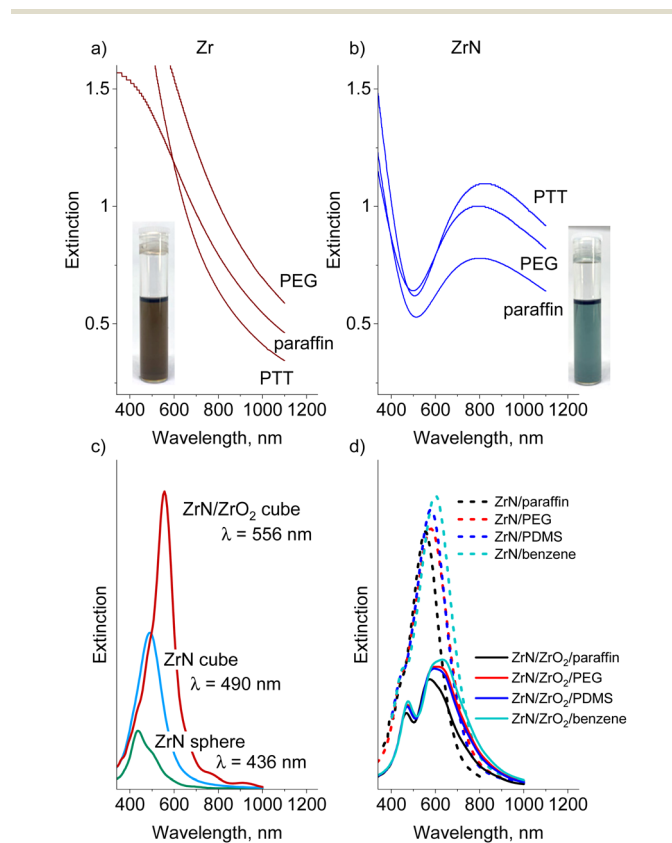 a) Zr
b) ZrN
1.5
1
0.5
Extinction
PEG
paraffin
PTT
400 600 800 1000 1200
Wavelength, nm
1.5
1
0.5
Extinction
PTT
PEG
paraffin
400 600 800 1000 1200
Wavelength, nm
c)
ZrN/ZrO₂ cube
λ = 556 nm
ZrN cube
λ = 490 nm
ZrN sphere
λ = 436 nm
Extinction
400 600 800 1000 1200
Wavelength, nm
d)
ZrN/paraffin
ZrN/PEG
ZrN/PDMS
ZrN/benzene
ZrN/ZrO₂/paraffin
ZrN/ZrO₂/PEG
ZrN/ZrO₂/PDMS
ZrN/ZrO₂/benzene
Extinction
400 600 800 1000 1200
Wavelength, nm